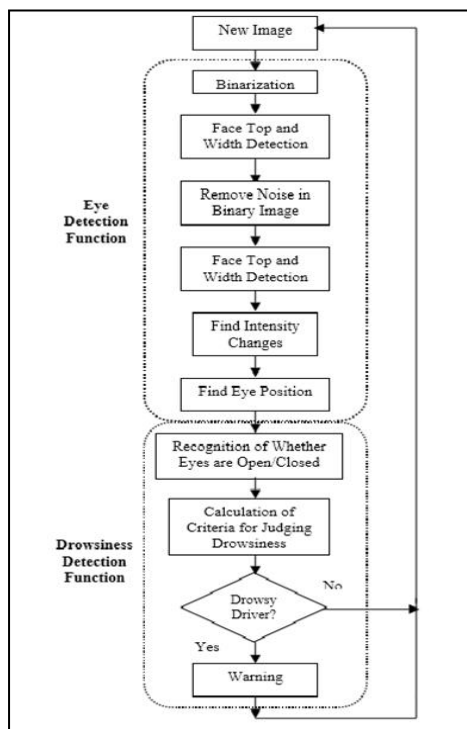 New Image
Binarization
Face Top and
Width Detection
Eye
Detection
Function
Remove Noise in
Binary Image
Face Top and
Width Detection
Find Intensity
Changes
Find Eye Position
Recognition of Whether
Eyes are Open/Closed
Calculation of
Criteria for Judging
Drowsiness
Drowsiness
Detection
Function
Drowsy
Driver?
No
Yes
Warning